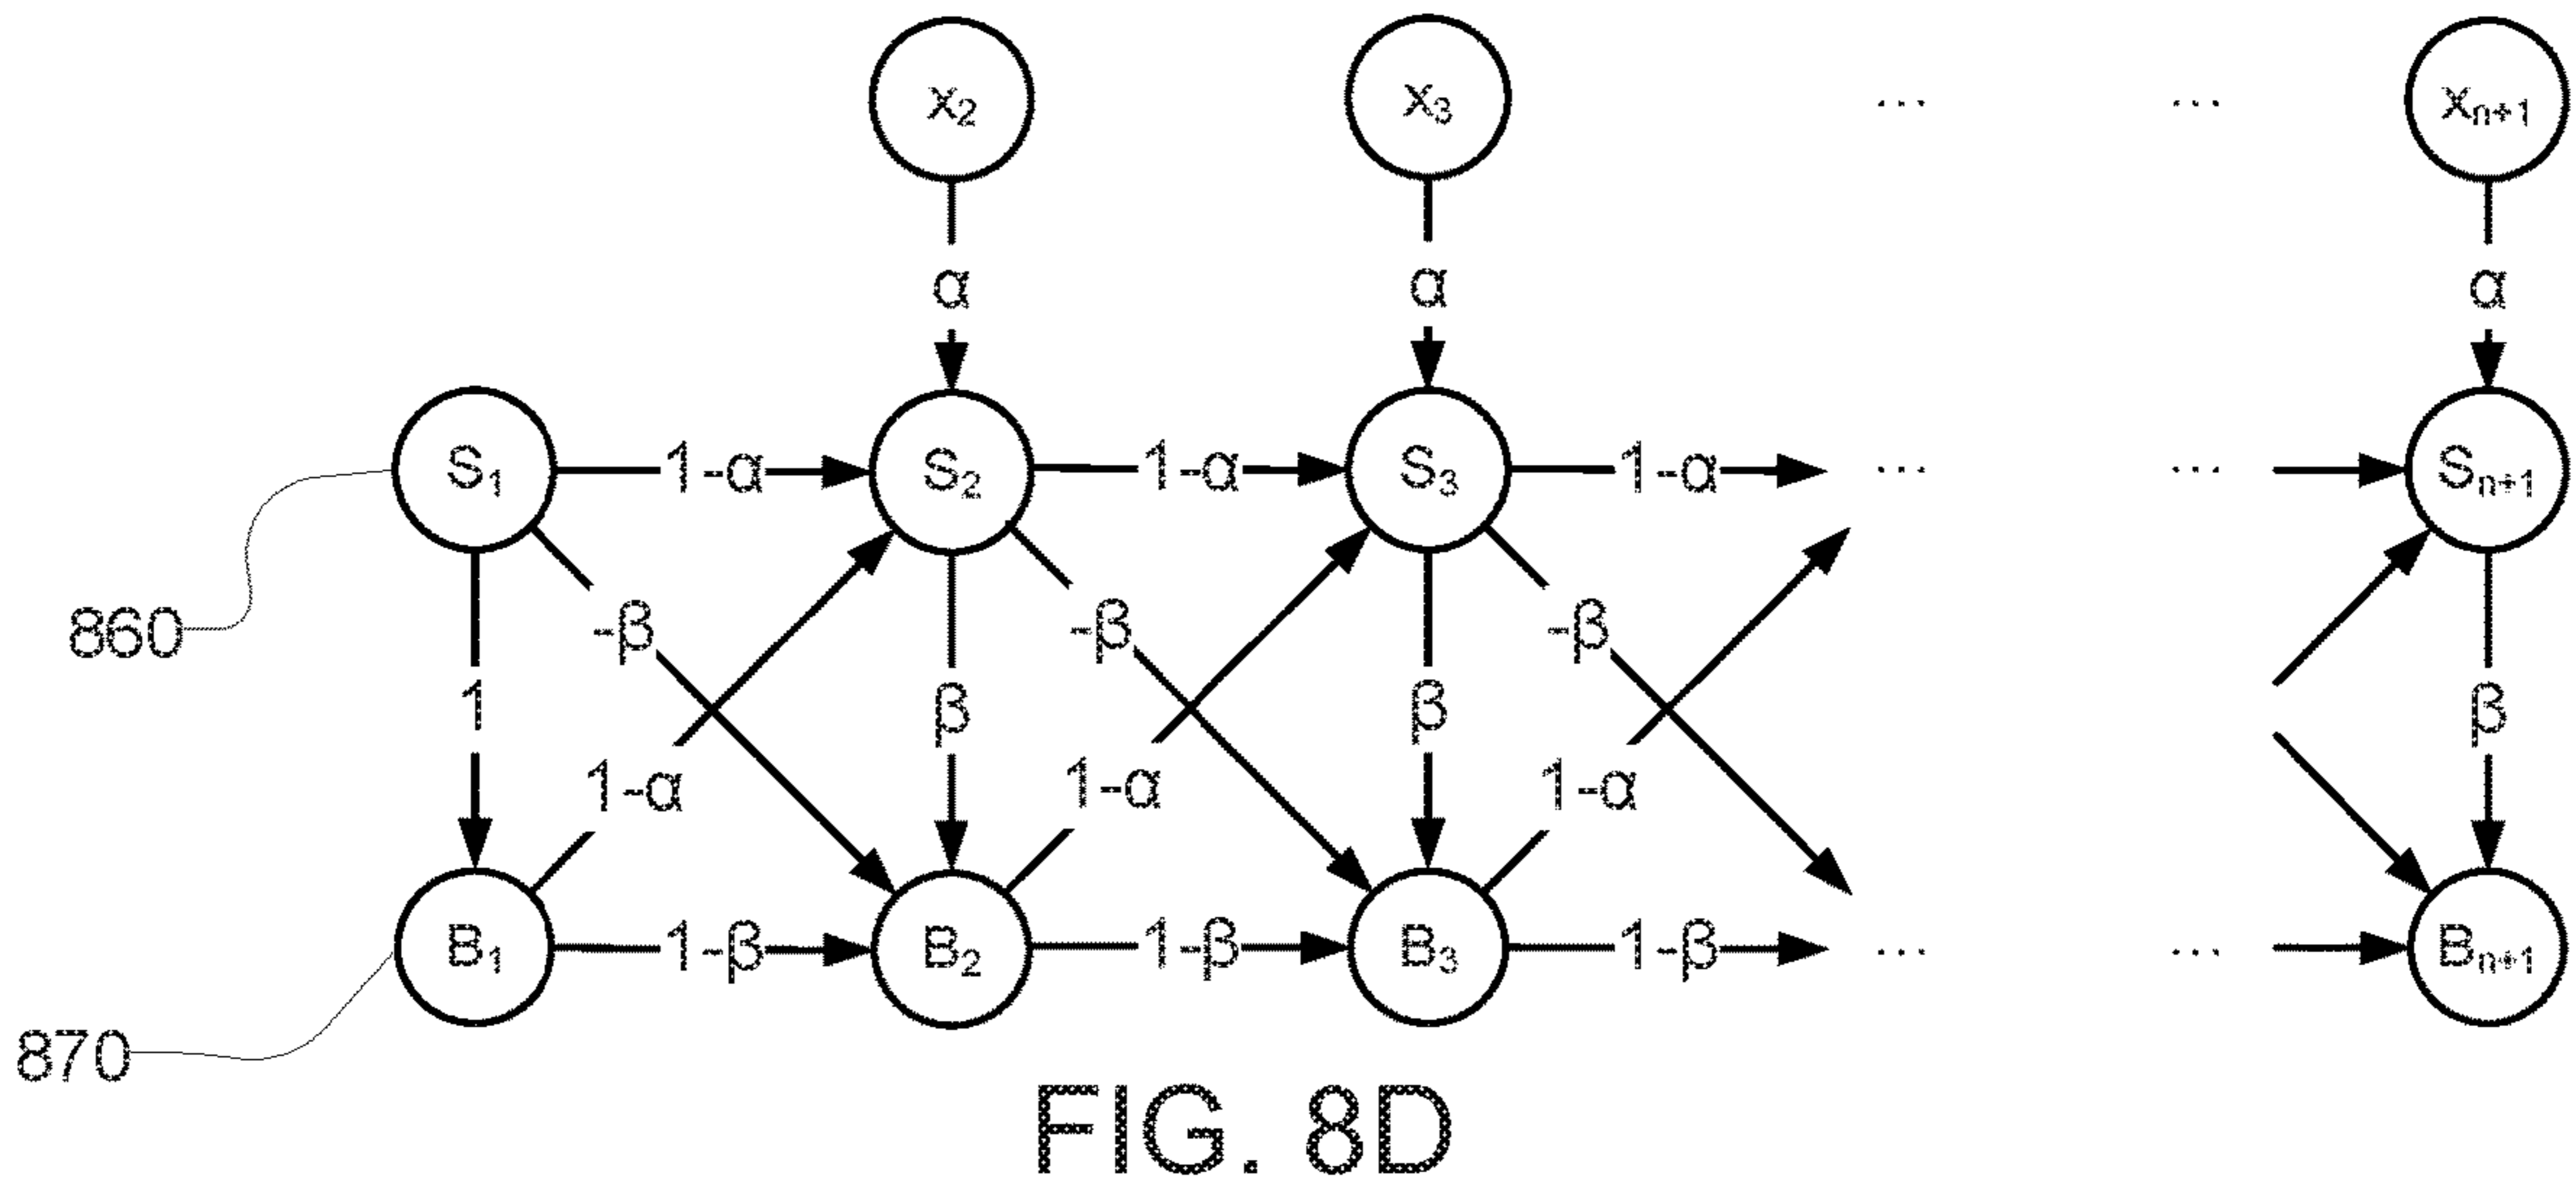 x₂ x₃ ... ... xₙ₊₁
α α α
S₁ 1-α S₂ 1-α S₃ 1-α ... ... Sₙ₊₁
860 -β -β -β
1 β β β
1-α 1-α 1-α
B₁ 1-β B₂ 1-β B₃ 1-β ... ... Bₙ₊₁
870
FIG. 8D